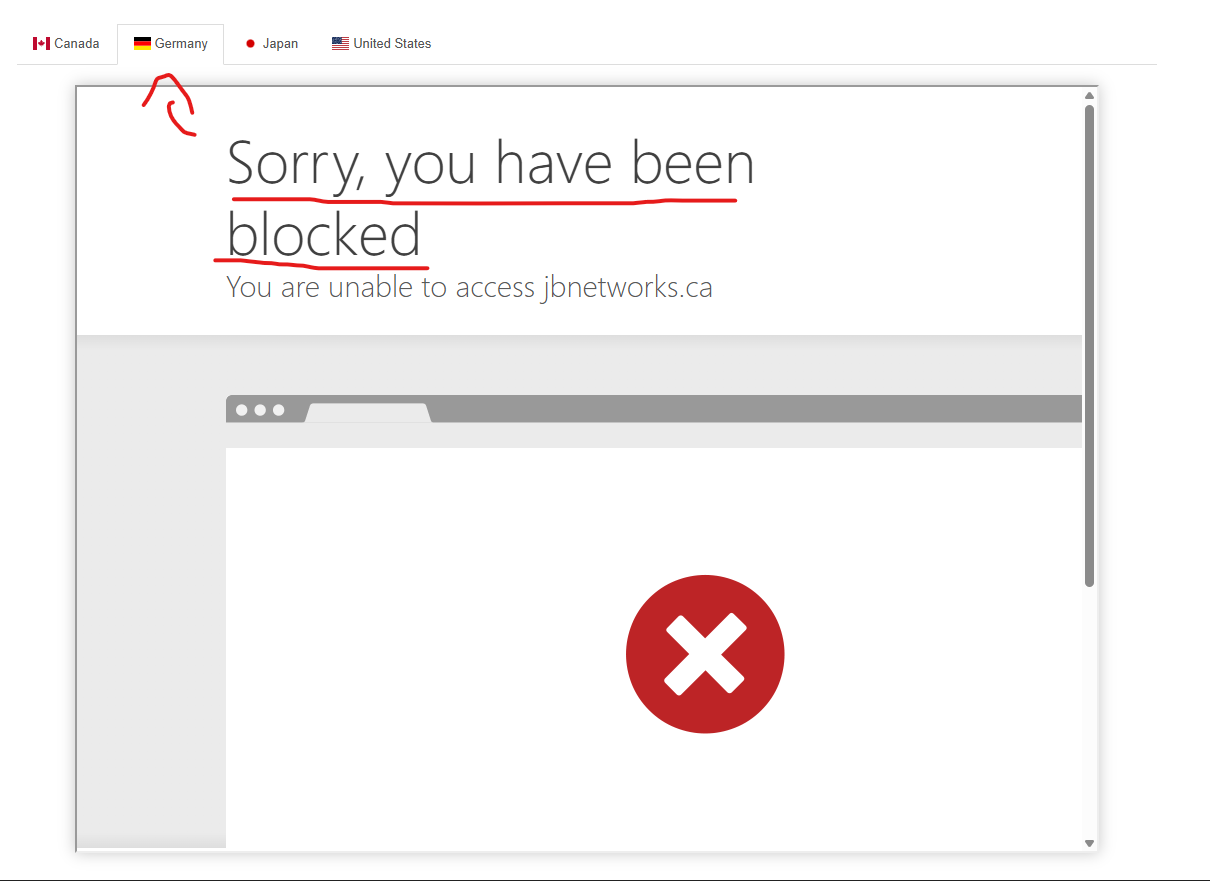 Canada
Germany
Japan
United States
Sorry, you have been
blocked
You are unable to access jbnetworks.ca